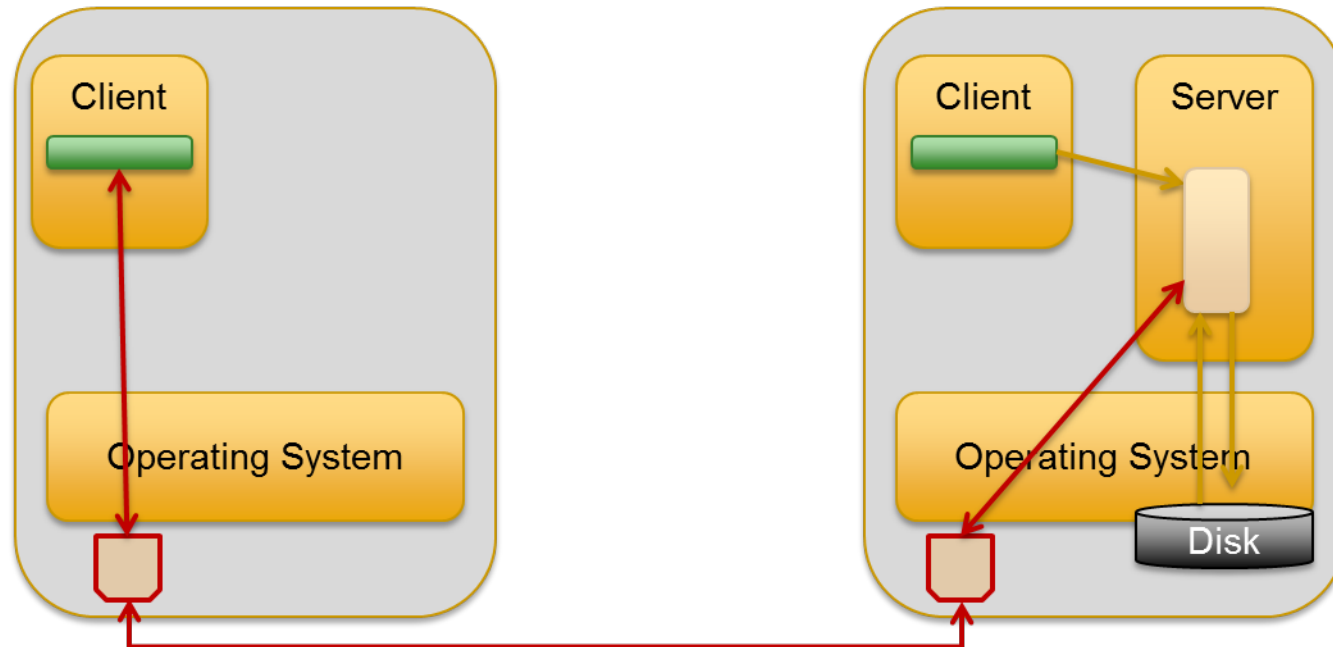 Client
Client
Server
Operating System
Operating System
Disk